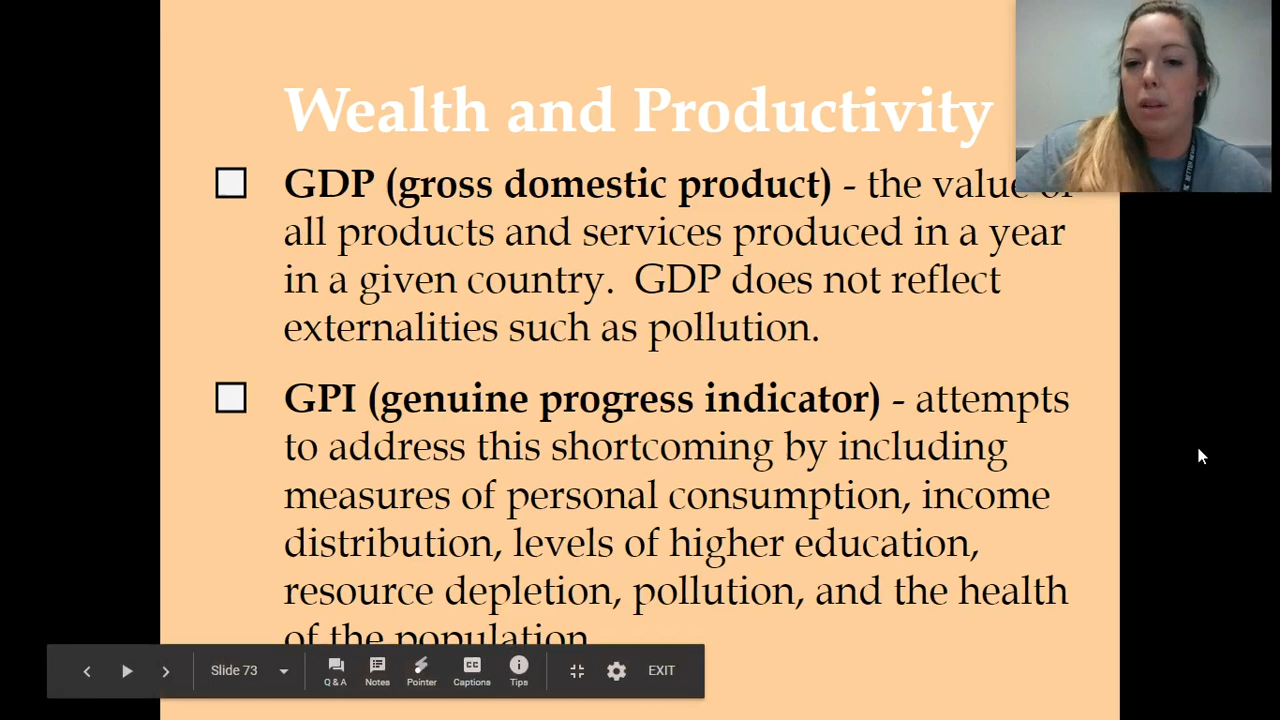 Wealth and Productivity
GDP (gross domestic product) - the value of
all products and services produced in a year
in a given country.  GDP does not reflect
externalities such as pollution.
GPI (genuine progress indicator) - attempts
to address this shortcoming by including
measures of personal consumption, income
distribution, levels of higher education,
resource depletion, pollution, and the health
of the population
Slide 73
Q & A
Notes
Pointer
CC
Captions
Tips
EXIT